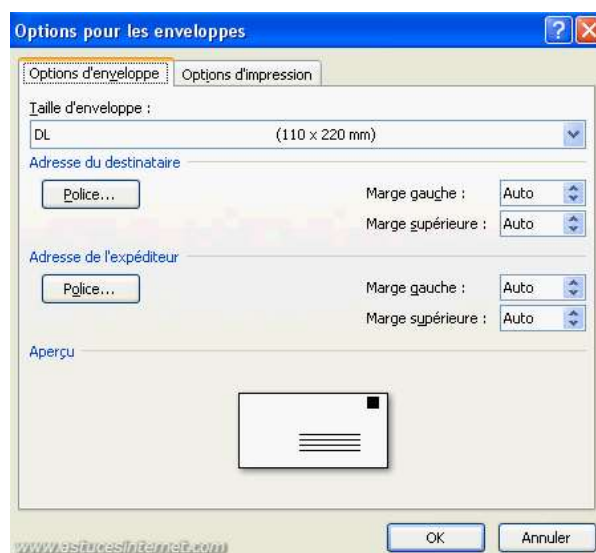 Options pour les enveloppes
Options d'enveloppe Options d'impression
Taille d'enveloppe :
DL (110 x 220 mm)
Adresse du destinataire
Police... Marge gauche : Auto
Marge supérieure : Auto
Adresse de l'expéditeur
Police... Marge gauche : Auto
Marge supérieure : Auto
Aperçu
OK Annuler
www.astucesinternet.com